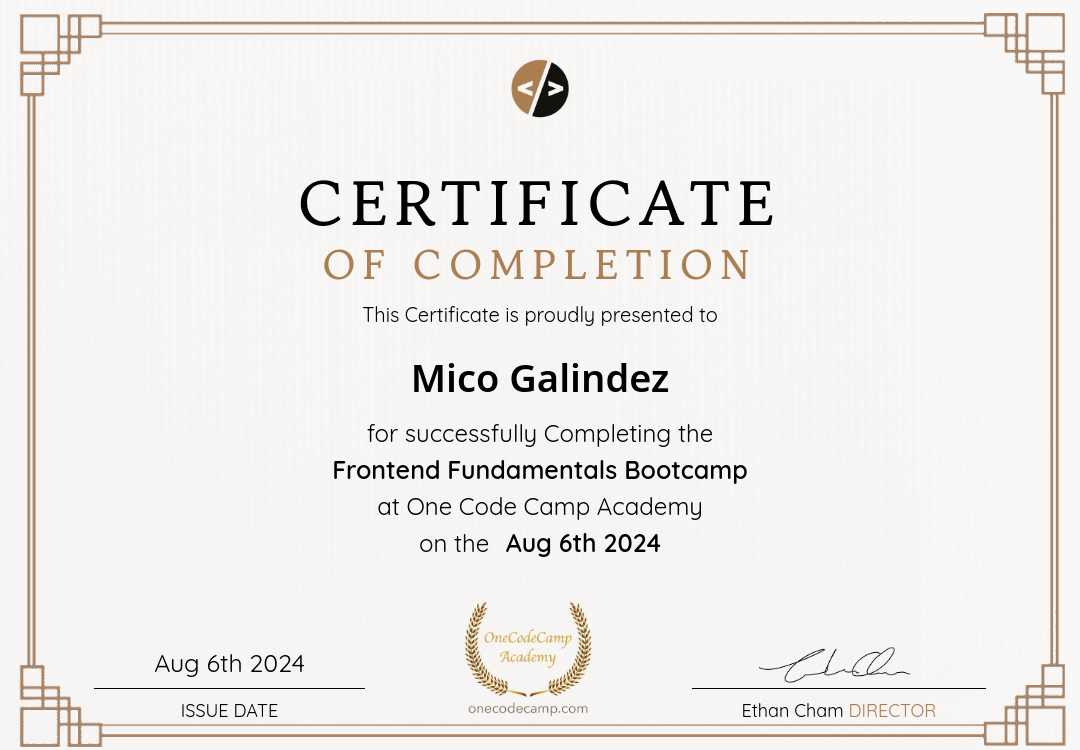 </>
CERTIFICATE
OF COMPLETION
This Certificate is proudly presented to
Mico Galindez
for successfully Completing the
Frontend Fundamentals Bootcamp
at One Code Camp Academy
on the Aug 6th 2024
OneCodeCamp
Academy
onecodecamp.com
Aug 6th 2024
ISSUE DATE
Ethan Cham DIRECTOR